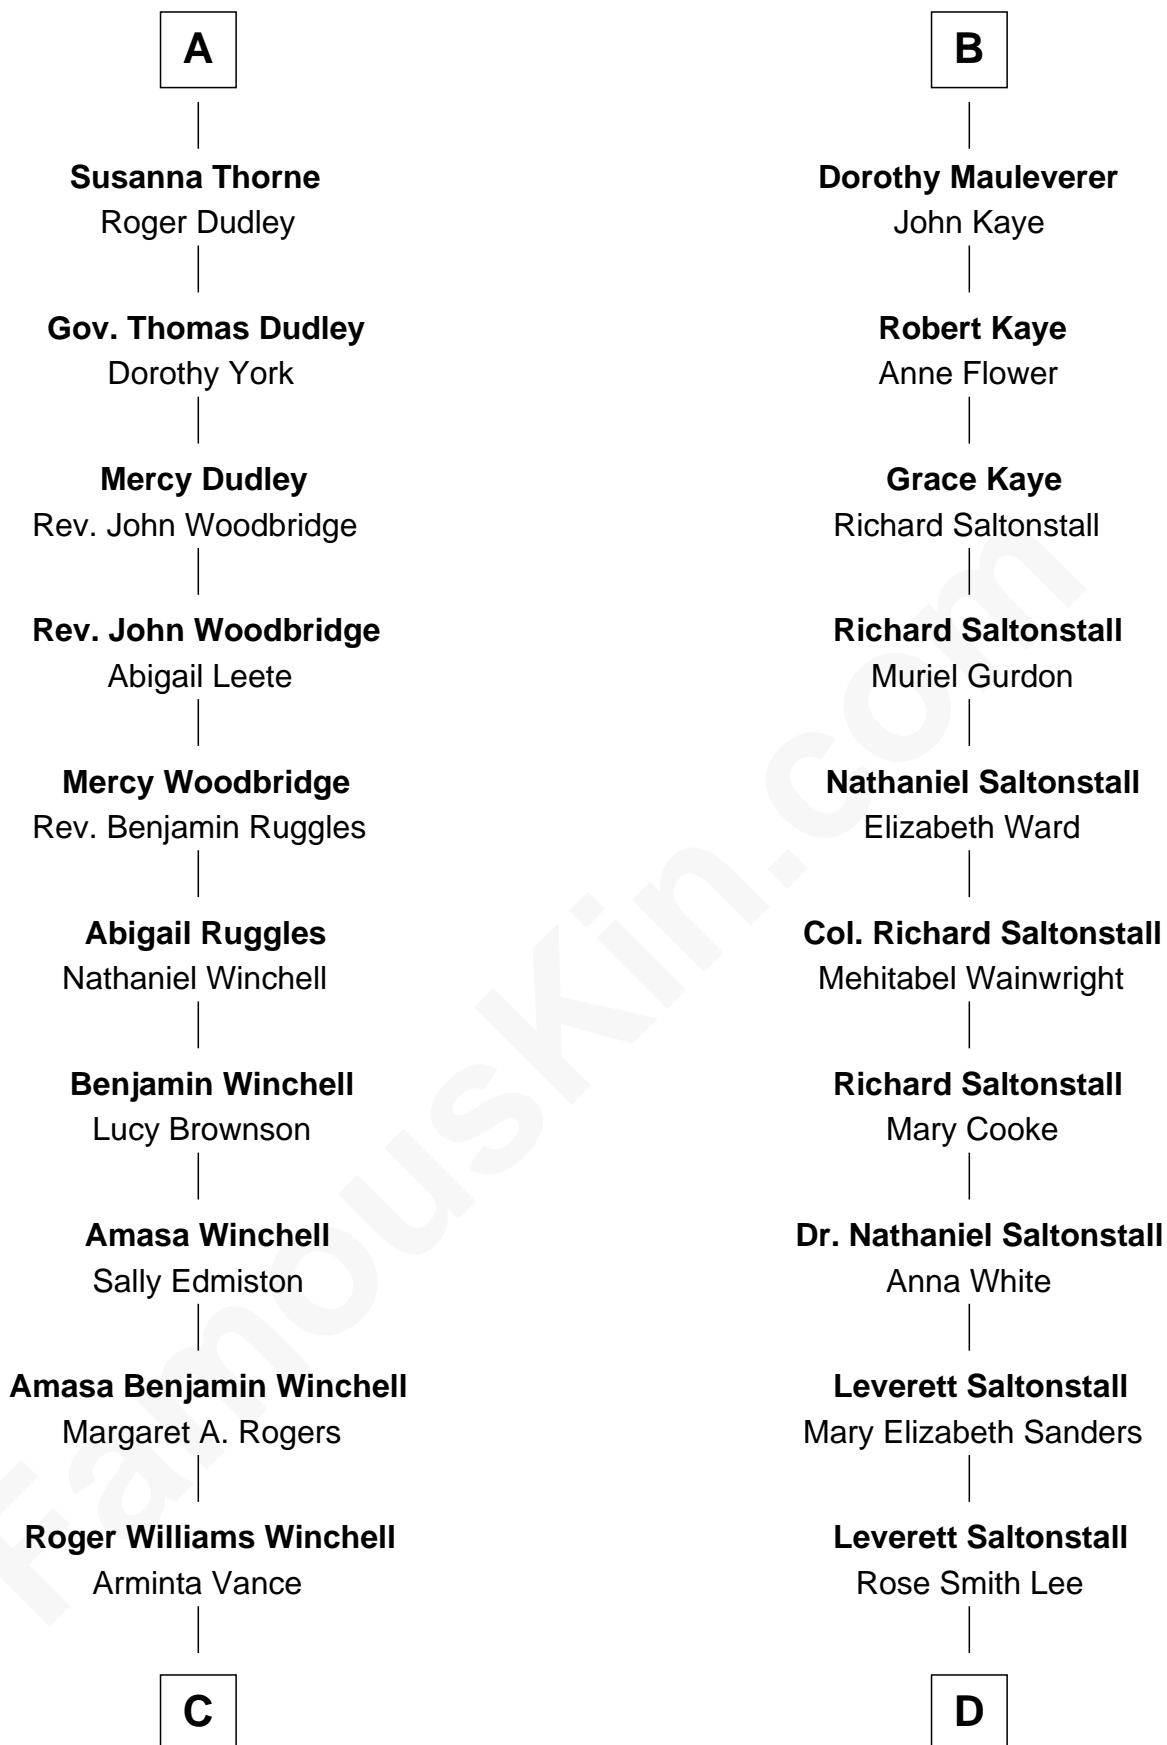 A
Susanna Thorne
Roger Dudley
Gov. Thomas Dudley
Dorothy York
Mercy Dudley
Rev. John Woodbridge
Rev. John Woodbridge
Abigail Leete
Mercy Woodbridge
Rev. Benjamin Ruggles
Abigail Ruggles
Nathaniel Winchell
Benjamin Winchell
Lucy Brownson
Amasa Winchell
Sally Edmiston
Amasa Benjamin Winchell
Margaret A. Rogers
Roger Williams Winchell
Arminta Vance
C
B
Dorothy Mauleverer
John Kaye
Robert Kaye
Anne Flower
Grace Kaye
Richard Saltonstall
Richard Saltonstall
Muriel Gurdon
Nathaniel Saltonstall
Elizabeth Ward
Col. Richard Saltonstall
Mehitabel Wainwright
Richard Saltonstall
Mary Cooke
Dr. Nathaniel Saltonstall
Anna White
Leverett Saltonstall
Mary Elizabeth Sanders
Leverett Saltonstall
Rose Smith Lee
D
FamousKin.com